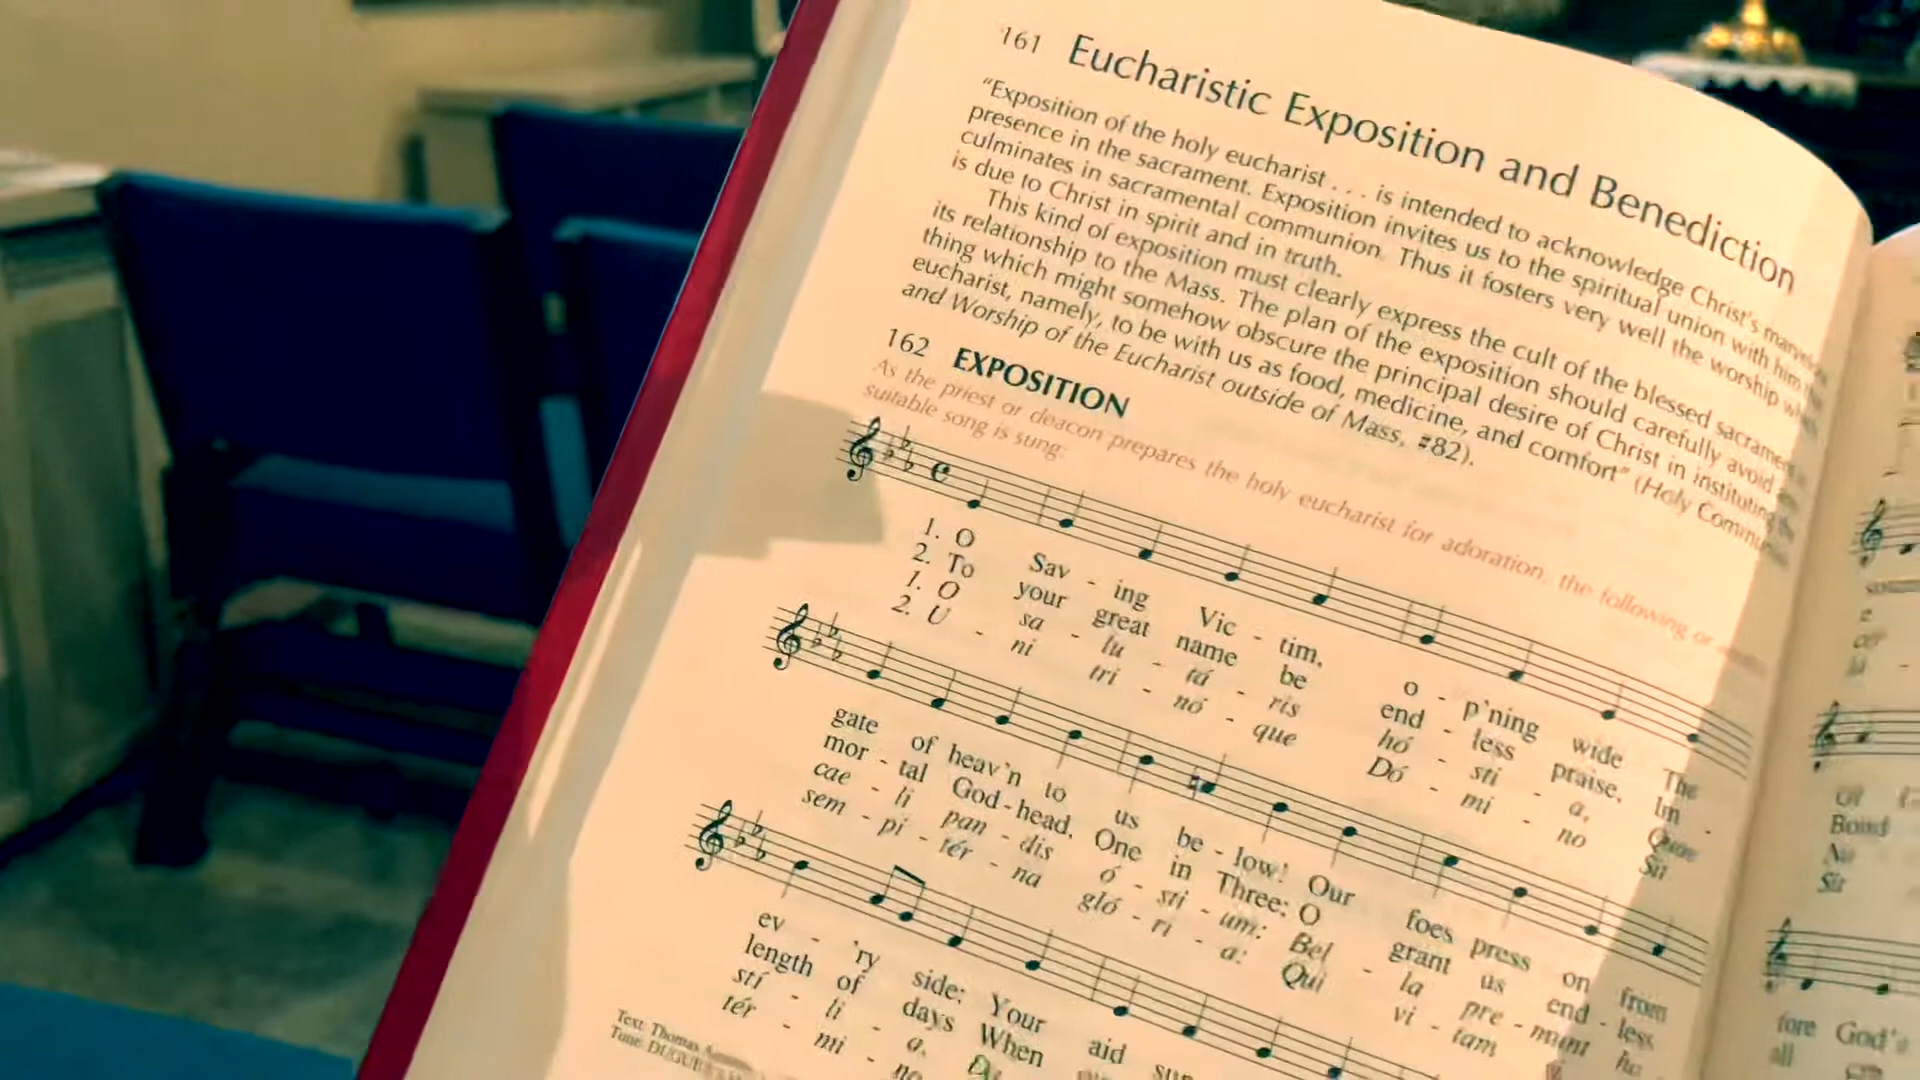 161 Eucharistic Exposition and Benediction
"Exposition of the holy eucharist . . . is intended to acknowledge Christ's
presence in the sacrament. Exposition invites us to the spiritual union with him
culminates in sacramental communion. Thus it fosters very well the worship
is due to Christ in spirit and in truth.
This kind of exposition must clearly express the cult of the blessed
its relationship to the Mass. The plan of the exposition should carefully avoid
thing which might somehow obscure the principal desire of Christ in instituting
eucharist, namely, to be with us as food, medicine, and comfort" (Holy
and Worship of the Eucharist outside of Mass, #82).
162 EXPOSITION
As the priest or deacon prepares the holy eucharist for adoration, the following or
suitable song is sung:
1. O Sav - ing Vic - tim, o - p'ning wide The
2. To your great name be end - less praise, Im -
1. O sa - lu - tá - ris hó - sti - a, Quae
2. U - ni tri - nó - que Dó - mi - no Sit
gate of heav'n to us be - low! Our foes press on from
mor - tal God - head, One in Three; O grant us end - less
cae - li pan - dis ó - sti - um: Bel - la pre - munt ho
sem - pi - tér - na gló - ri - a: Qui vi - tam
ev - 'ry side; Your aid
length of days When
stí - li - a,
tér - mi - no
Text: Thomas
Tune:
fore God's
all